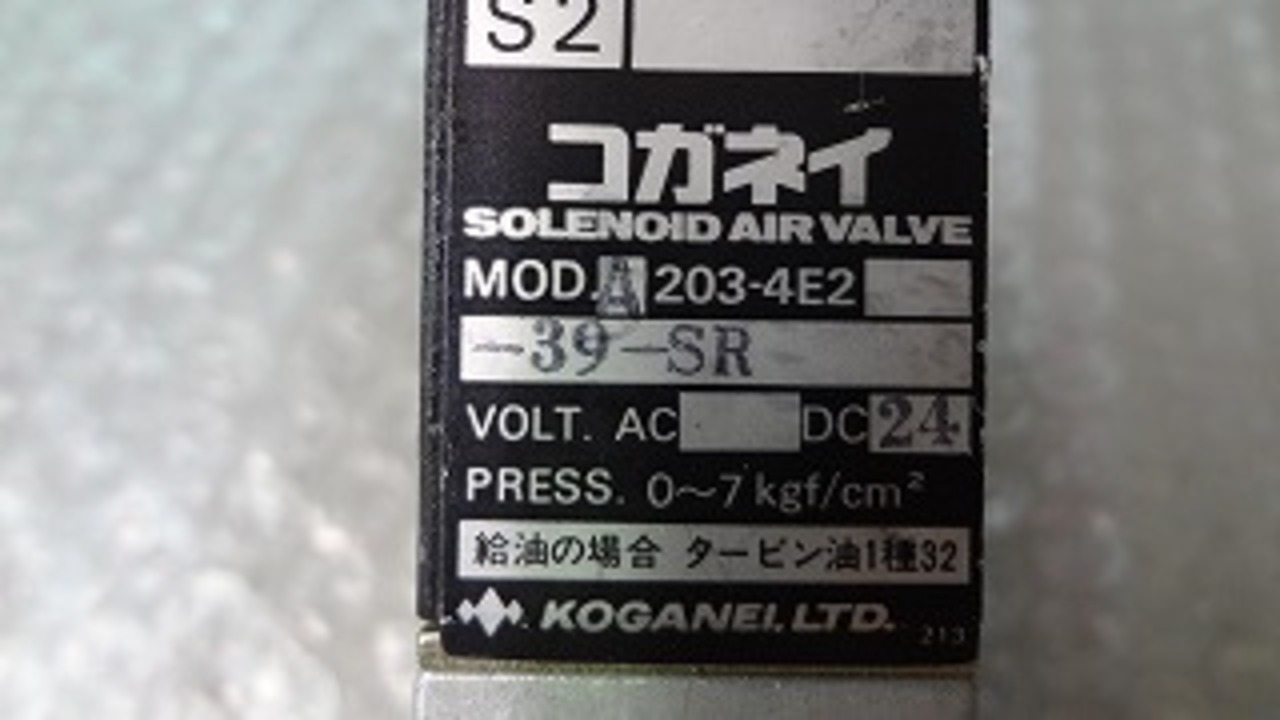 S2
コガネイ
SOLENOID AIR VALVE
MOD. A 203-4E2
-39-SR
VOLT. AC DC 24
PRESS. 0～7 kgf/cm²
給油の場合 タービン油1種32
KOGANEI, LTD.
213